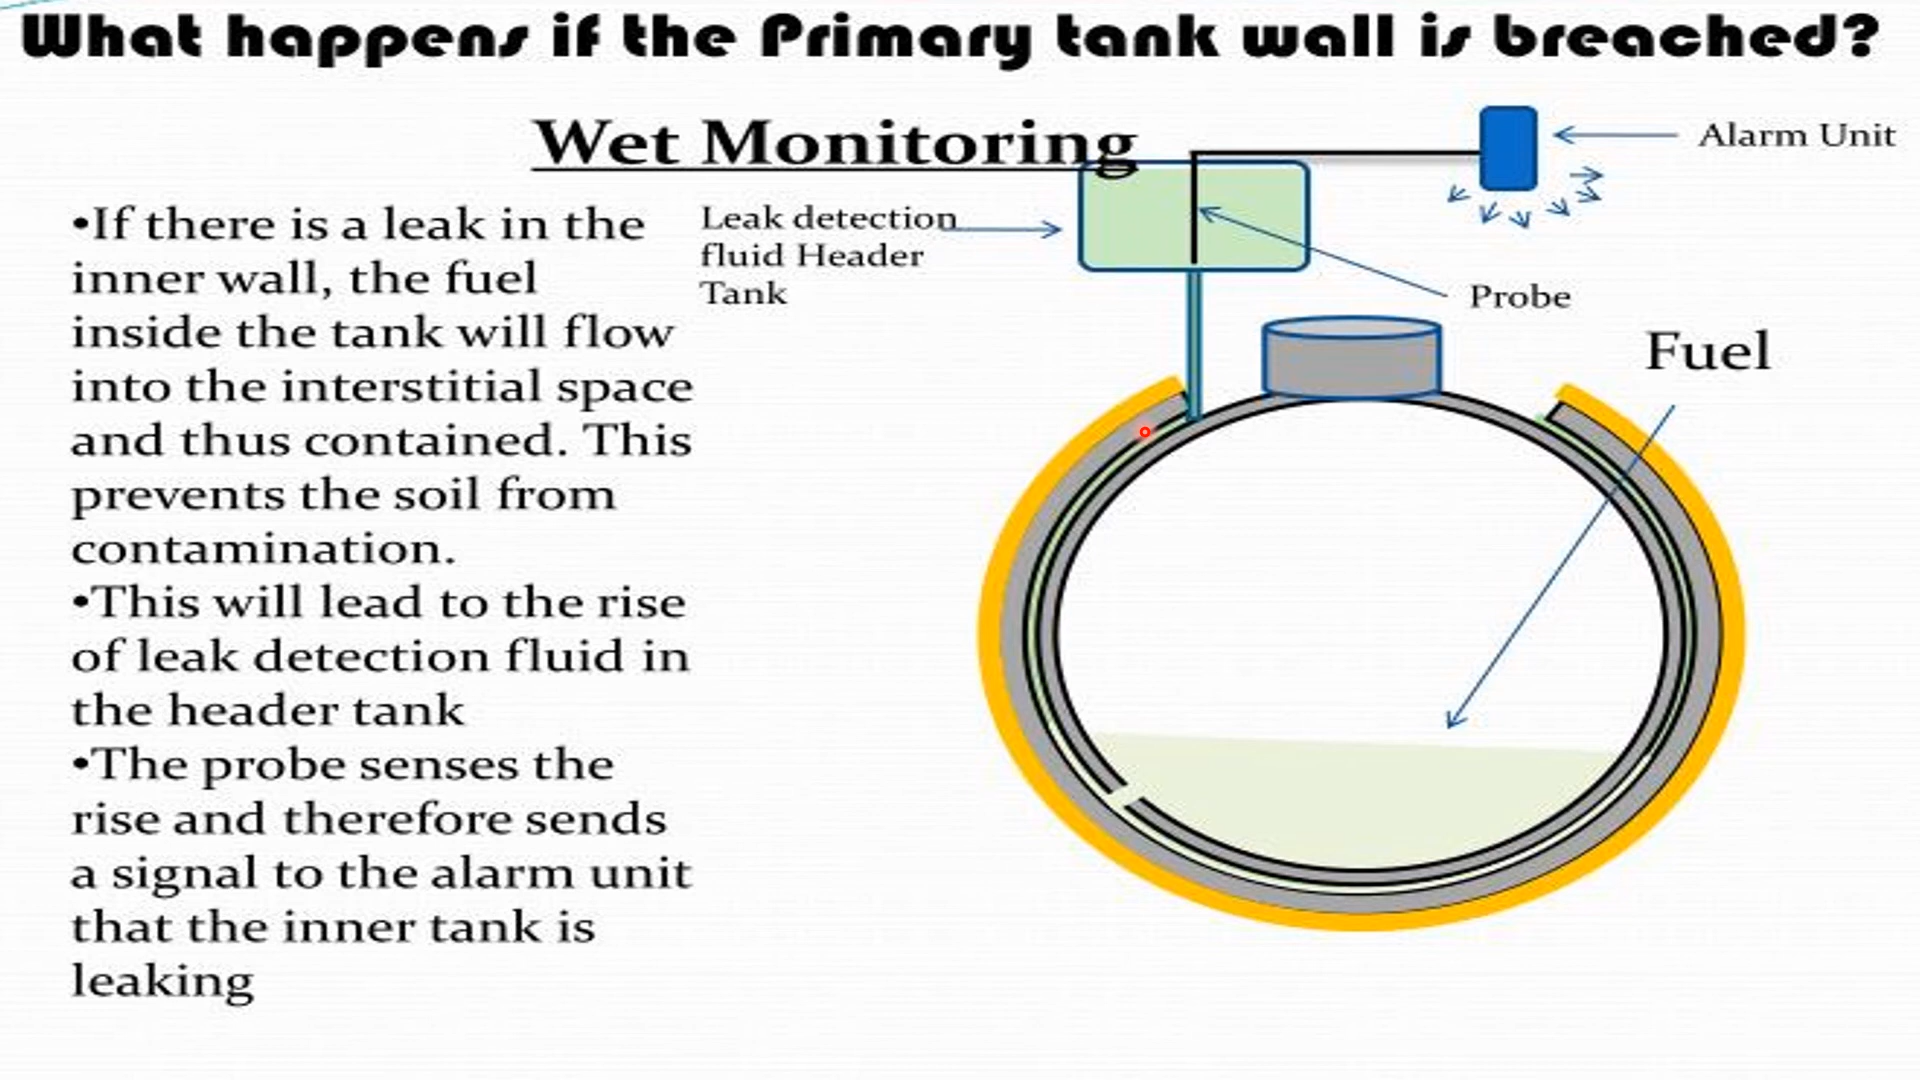 What happens if the Primary tank wall is breached?
Wet Monitoring
•If there is a leak in the
inner wall, the fuel
inside the tank will flow
into the interstitial space
and thus contained. This
prevents the soil from
contamination.
•This will lead to the rise
of leak detection fluid in
the header tank
•The probe senses the
rise and therefore sends
a signal to the alarm unit
that the inner tank is
leaking
Leak detection
fluid Header
Tank
Alarm Unit
Probe
Fuel